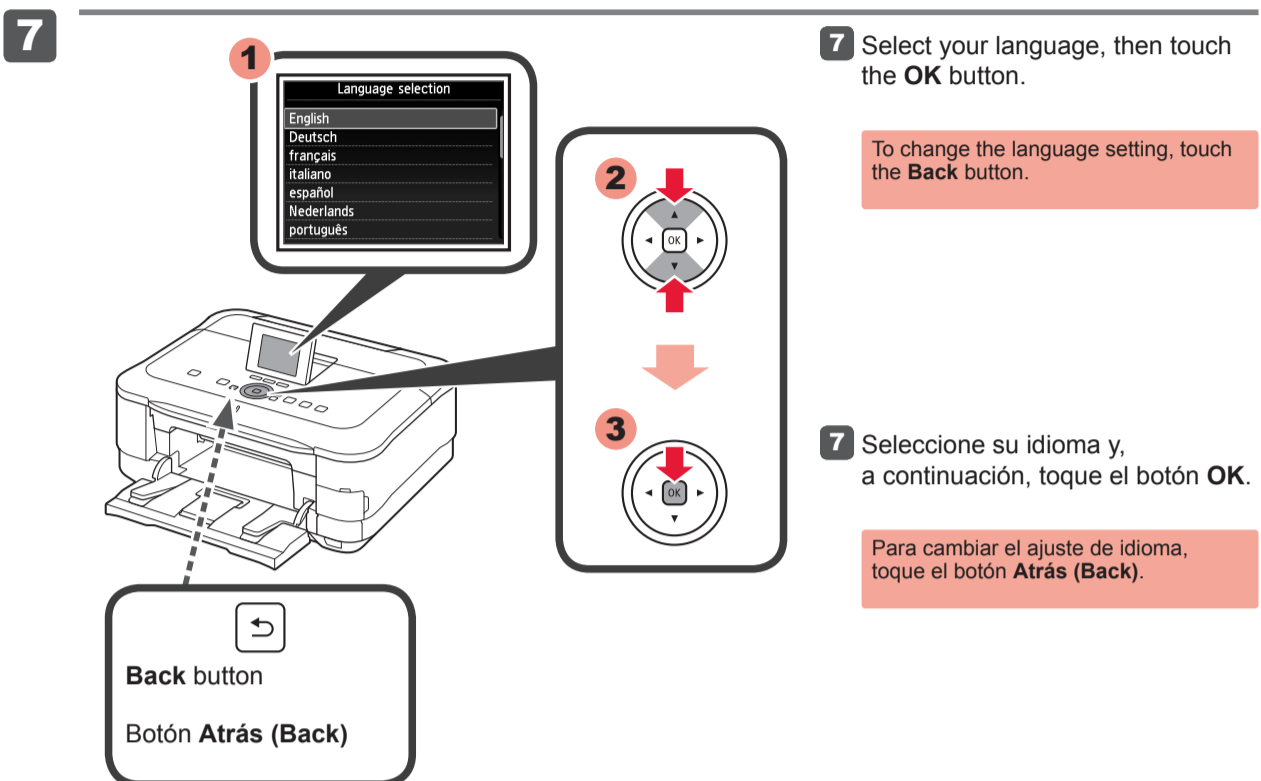 7
1
Language selection
English
Deutsch
français
italiano
español
Nederlands
português
2
OK
3
OK
Back button
Botón Atrás (Back)
7 Select your language, then touch
the OK button.
To change the language setting, touch
the Back button.
7 Seleccione su idioma y,
a continuación, toque el botón OK.
Para cambiar el ajuste de idioma,
toque el botón Atrás (Back).